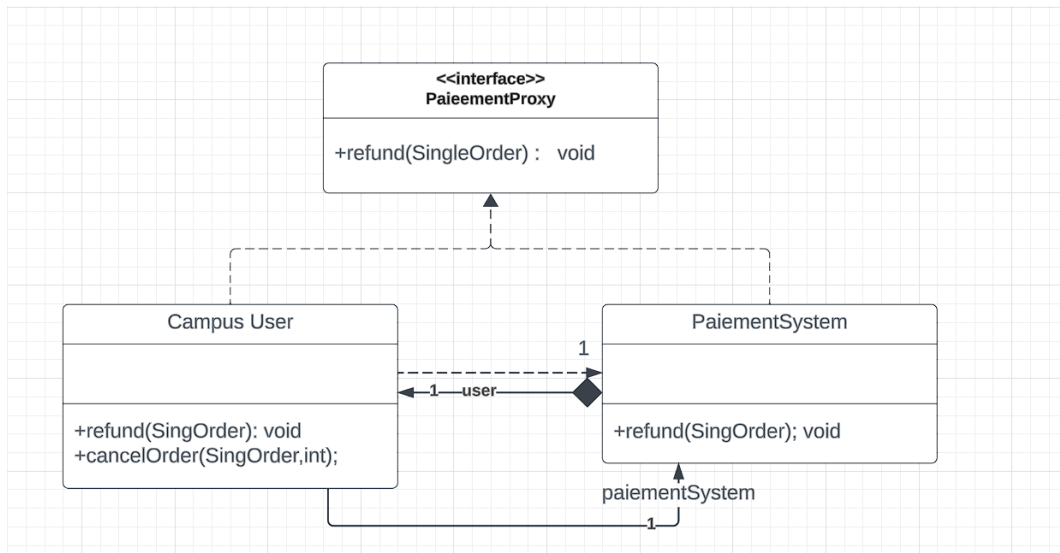 <<interface>>
PaieementProxy
+refund(SingleOrder) :   void
Campus User
PaiementSystem
1
1
user
+refund(SingOrder): void
+cancelOrder(SingOrder,int);
+refund(SingOrder); void
paiementSystem
1